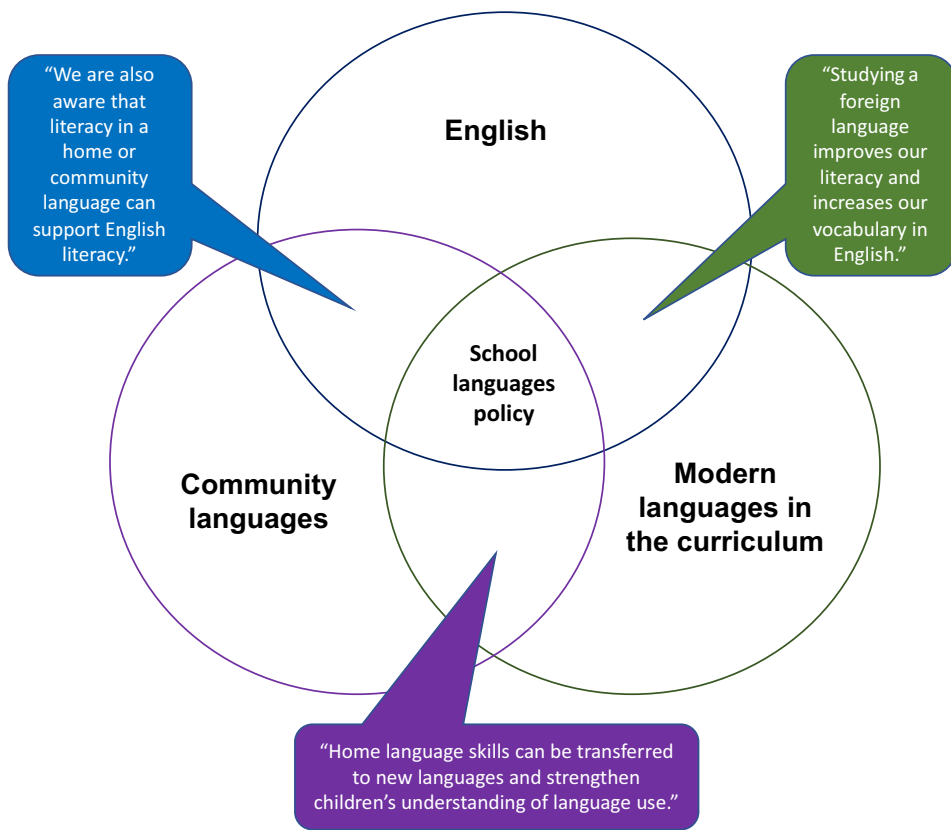 “We are also
aware that
literacy in a
home or
community
language can
support English
literacy.”
English
“Studying a
foreign
language
improves our
literacy and
increases our
vocabulary in
English.”
School
languages
policy
Community
languages
Modern
languages in
the curriculum
“Home language skills can be transferred
to new languages and strengthen
children’s understanding of language use.”